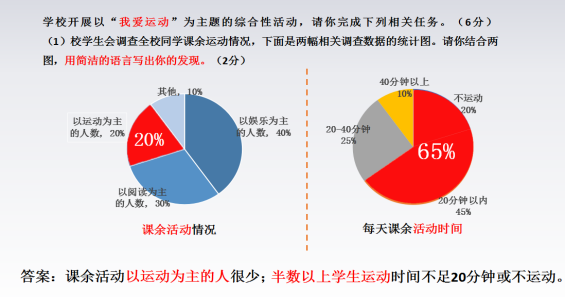 学校开展以“我爱运动”为主题的综合性活动，请你完成下列相关任务。（6分）
（1）校学生会调查全校同学课余运动情况，下面是两幅相关调查数据的统计图。请你结合两
图，用简洁的语言写出你的发现。（2分）
其他，10%
以运动为主
的人数，20%
20%
以娱乐为主
的人数，40%
以阅读为主
的人数，30%
课余活动情况
40分钟以上
10%
不运动
20%
20-40分钟
25%
65%
20分钟以内
45%
每天课余活动时间
答案：课余活动以运动为主的人很少；半数以上学生运动时间不足20分钟或不运动。